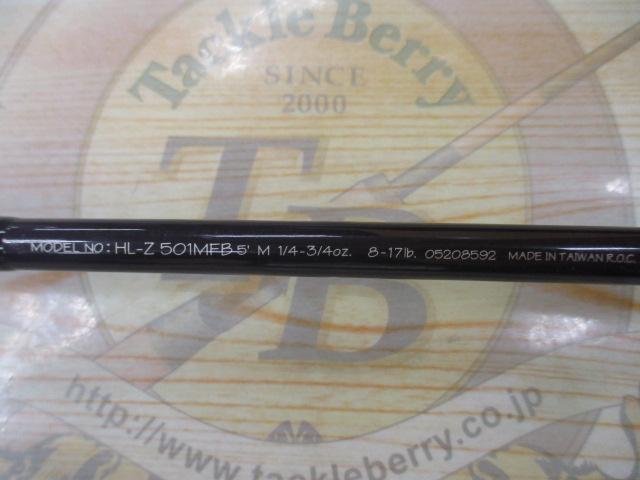 Tackle Berry
SINCE
2000
TB
MODEL NO: HL-Z 501MFB 5' M 1/4-3/4oz. 8-17lb. 05208592 MADE IN TAIWAN R.O.C.
http://www.tackleberry.co.jp